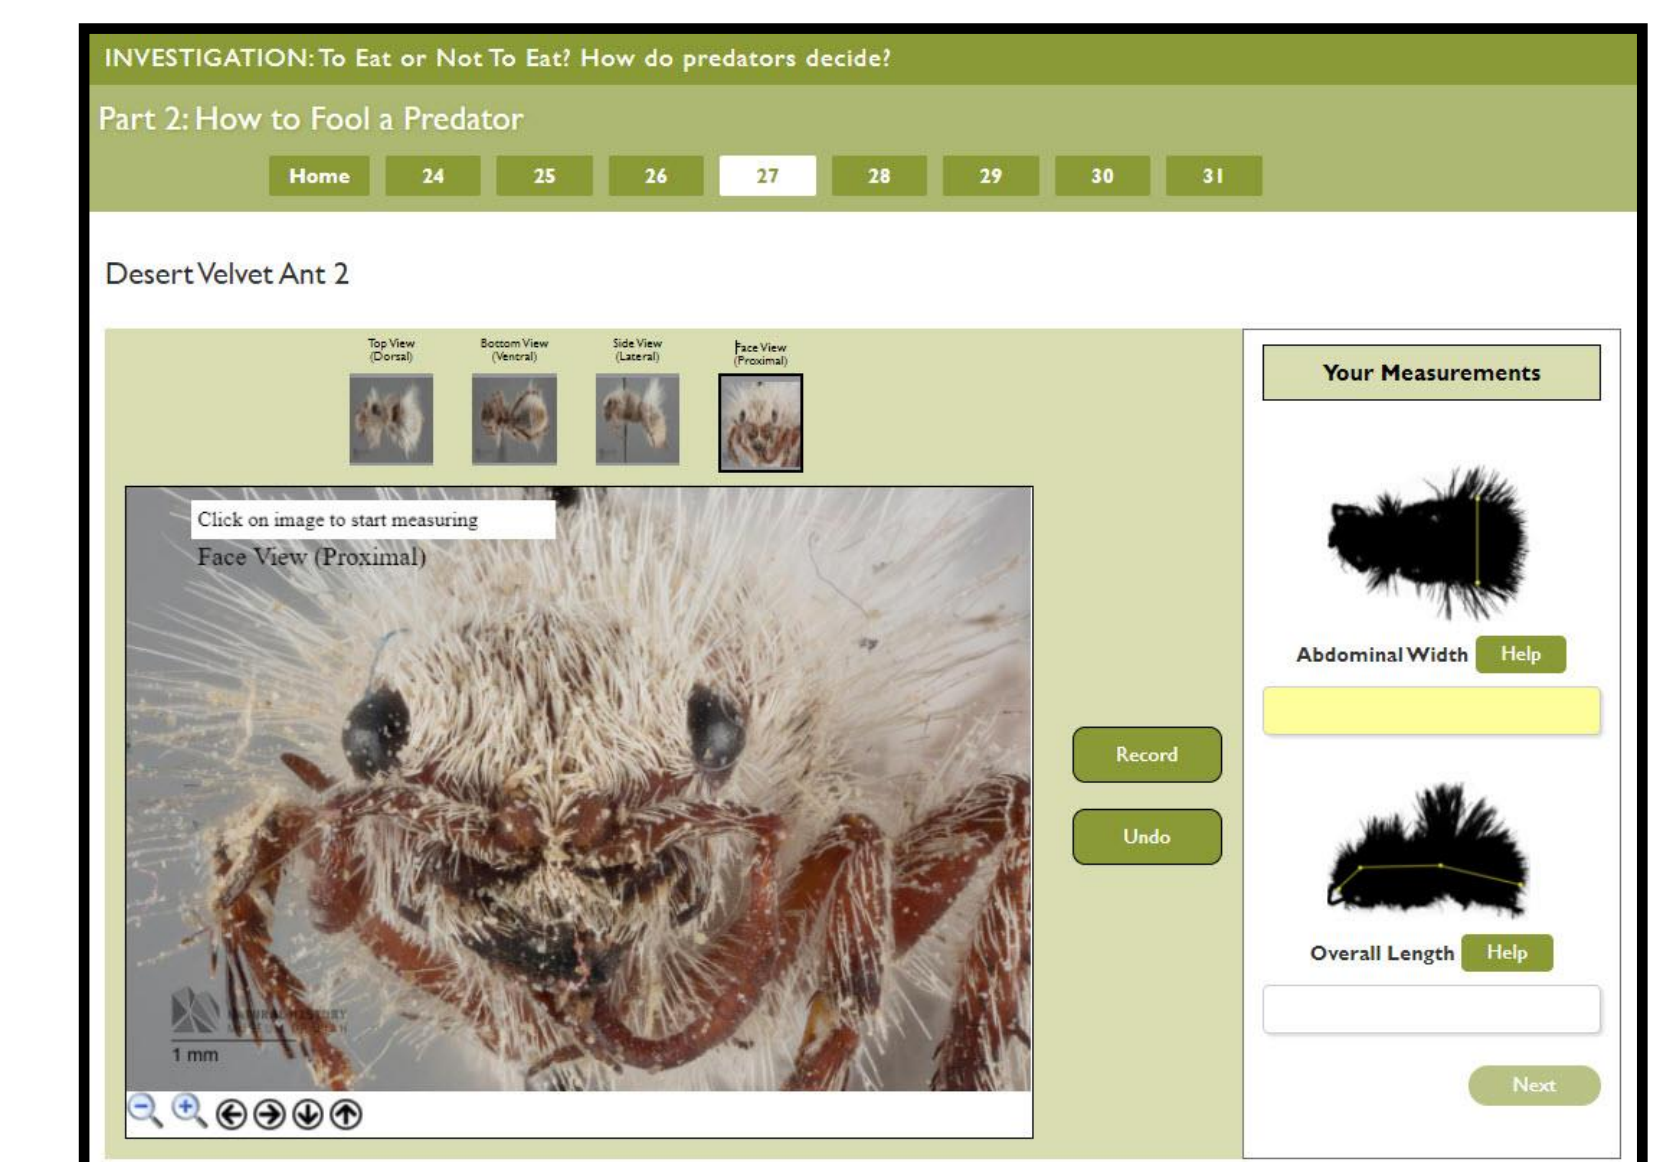 INVESTIGATION: To Eat or Not To Eat? How do predators decide?
Part 2: How to Fool a Predator
Home 24 25 26 27 28 29 30 31
Desert Velvet Ant 2
Top View
(Dorsal)
Bottom View
(Ventral)
Side View
(Lateral)
Face View
(Proximal)
Click on image to start measuring
Face View (Proximal)
NATURAL HISTORY
1 mm
Record
Undo
Your Measurements
Abdominal Width Help
Overall Length Help
Next